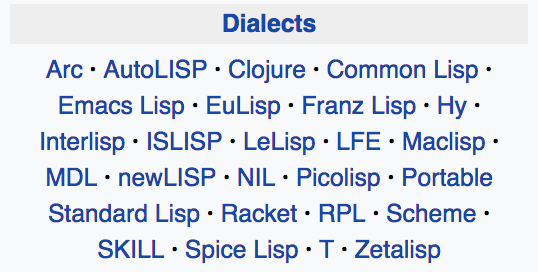 Dialects
Arc · AutoLISP · Clojure · Common Lisp ·
Emacs Lisp · EuLisp · Franz Lisp · Hy ·
Interlisp · ISLISP · LeLisp · LFE · Maclisp ·
MDL · newLISP · NIL · Picolisp · Portable
Standard Lisp · Racket · RPL · Scheme ·
SKILL · Spice Lisp · T · Zetalisp